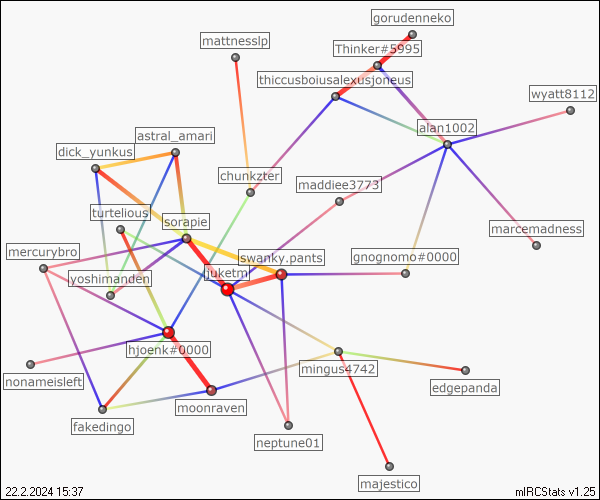 gorudenneko
mattnesslp
Thinker#5995
thiccusboiusalexusjoneus
wyatt8112
alan1002
astral_amari
dick_yunkus
chunkzter
maddiee3773
turtelious
sorapie
marcemadness
mercurybro
iswanky.pants
gnognomo#0000
yoshimanden
juketm
hjoenk#0000
mingus4742
nonameisleft
edgepanda
moonraven
fakedingo
neptune01
majestico
22.2.2024 15:37
mIRCStats v1.25